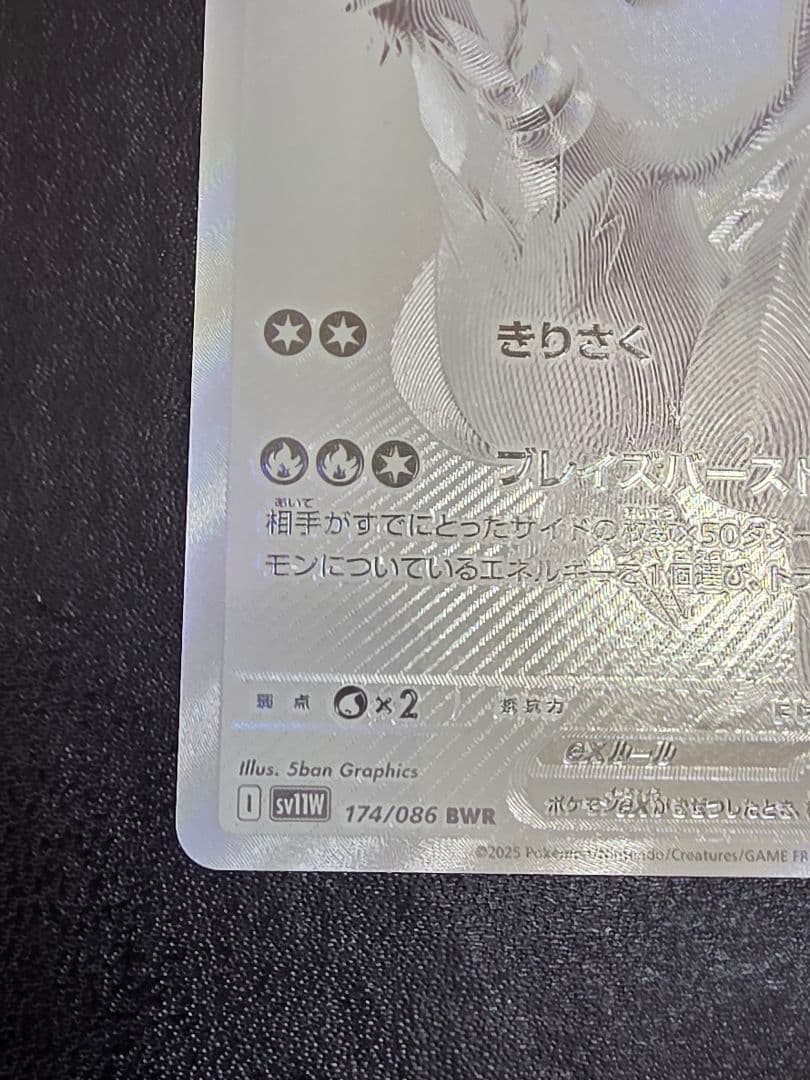 きりさく
ブレイズバースト
あいて
相手がすでにとったサイドの枚数×50ダメー
モンについているエネルギーを1個選び、トラ
弱点 ×2 抵抗力
exルール
Illus. 5ban Graphics
ポケモンexがきぜつしたとき、
I sv11W 174/086 BWR
©2025 Pokémon/Nintendo/Creatures/GAME FR